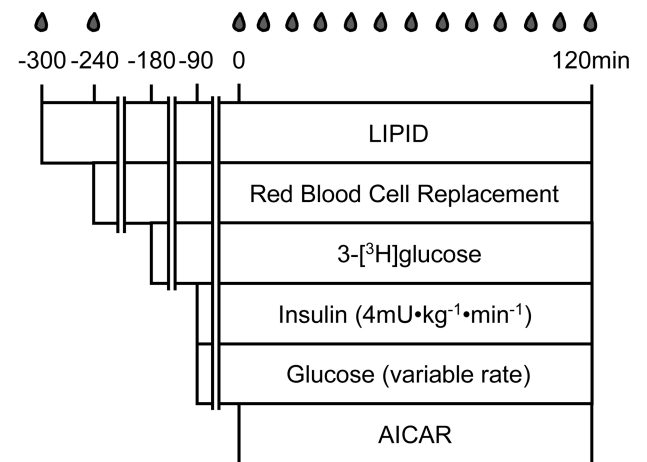 -300 -240 -180 -90 0 120min
LIPID
Red Blood Cell Replacement
3-[³H]glucose
Insulin (4mU•kg⁻¹•min⁻¹)
Glucose (variable rate)
AICAR